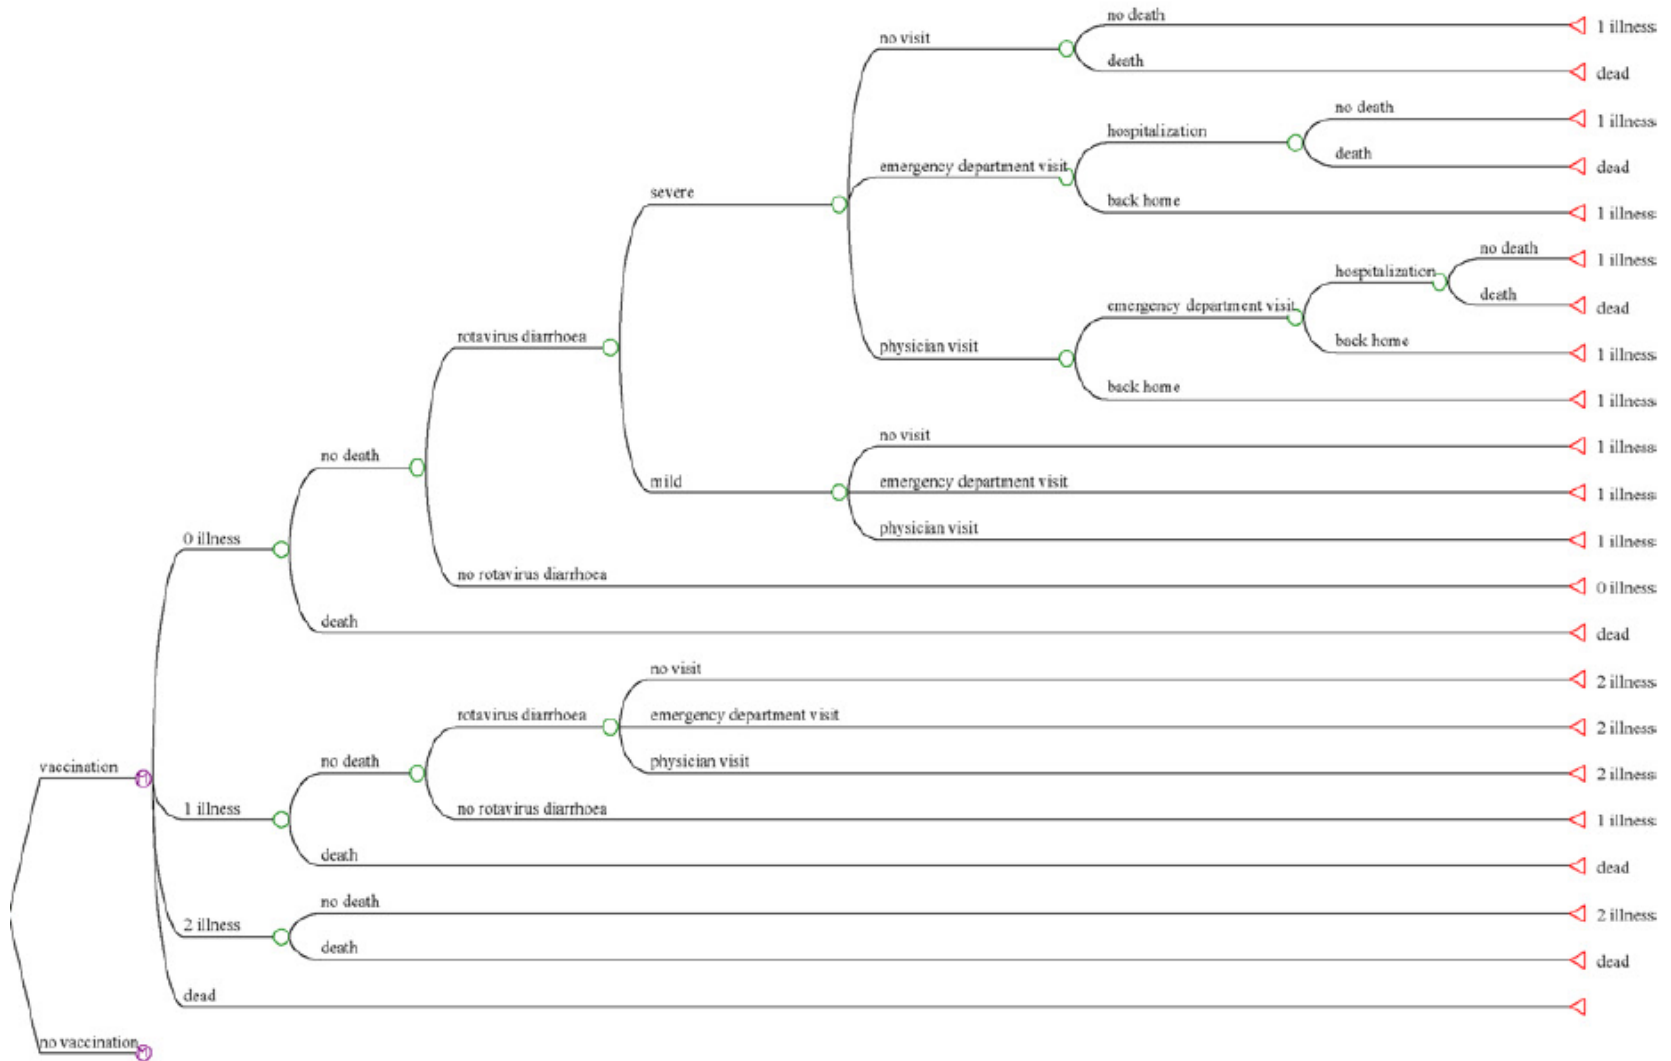 no death
1 illness
no visit
death
dead
no death
1 illness
hospitalization
death
dead
emergency department visit
severe
back home
1 illness
no death
1 illness
hospitalization
death
dead
emergency department visit
rotavirus diarrhoea
physician visit
back home
1 illness
back home
1 illness
no visit
1 illness
no death
mild
emergency department visit
1 illness
physician visit
1 illness
0 illness
no rotavirus diarrhoea
0 illness
death
dead
no visit
2 illness
rotavirus diarrhoea
emergency department visit
2 illness
vaccination
no death
physician visit
2 illness
1 illness
no rotavirus diarrhoea
1 illness
death
dead
no death
2 illness
2 illness
death
dead
dead
no vaccination